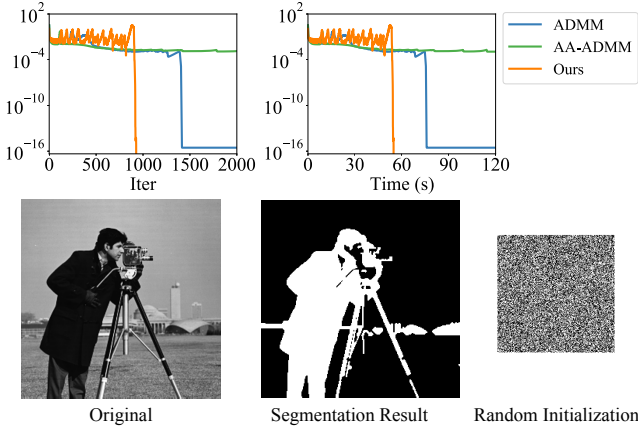 10^2
10^-4
10^-10
10^-16
0 500 1000 1500 2000
Iter
10^2
10^-4
10^-10
10^-16
0 30 60 90 120
Time (s)
ADMM
AA-ADMM
Ours
Original
Segmentation Result
Random Initialization